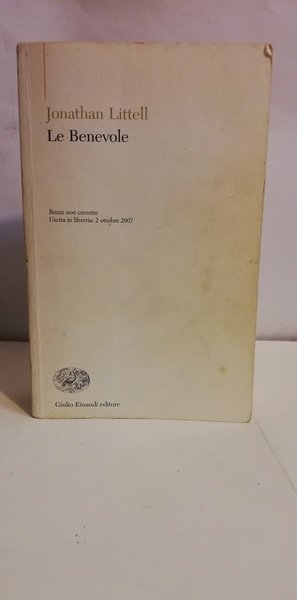 Jonathan Littell
Le Benevole
Bozze non corrette
Uscita in libreria: 2 ottobre 2007
Giulio Einaudi editore